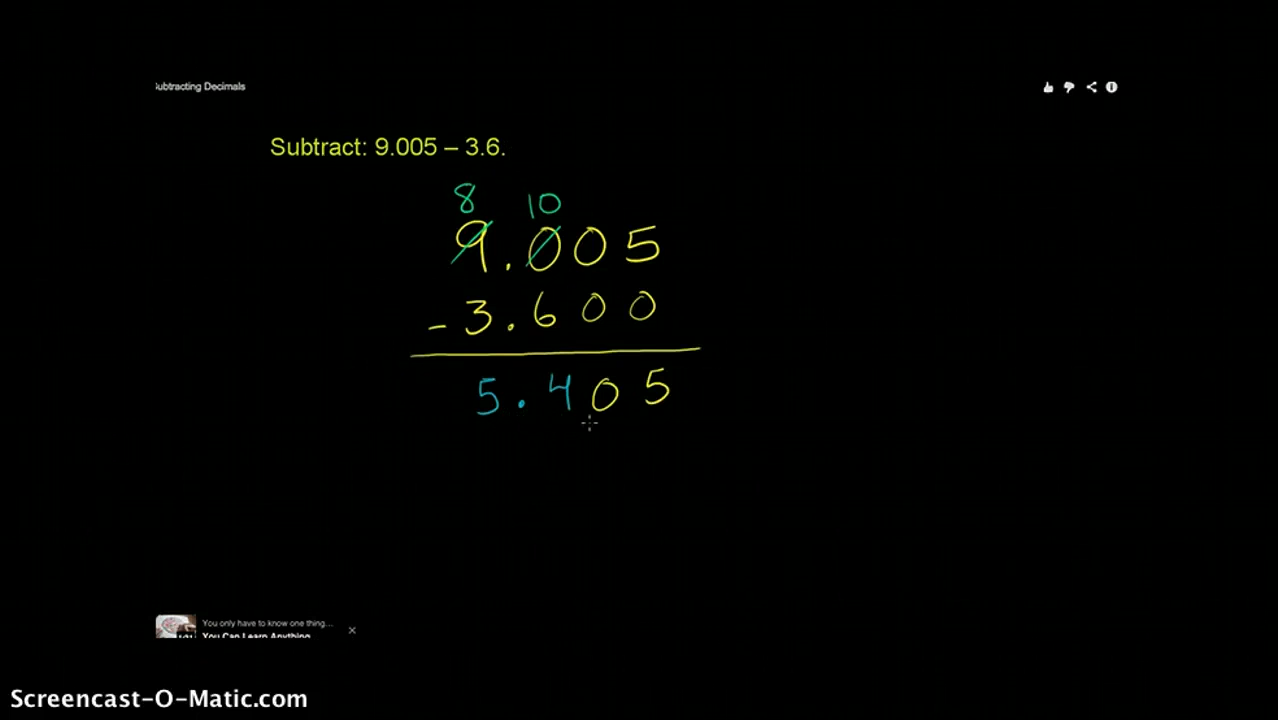 ubtracting Decimals
Subtract: 9.005 – 3.6.
8 10
9.005
- 3.600
5.405
You only have to know one thing...
You Can Learn Anything
Screencast-O-Matic.com